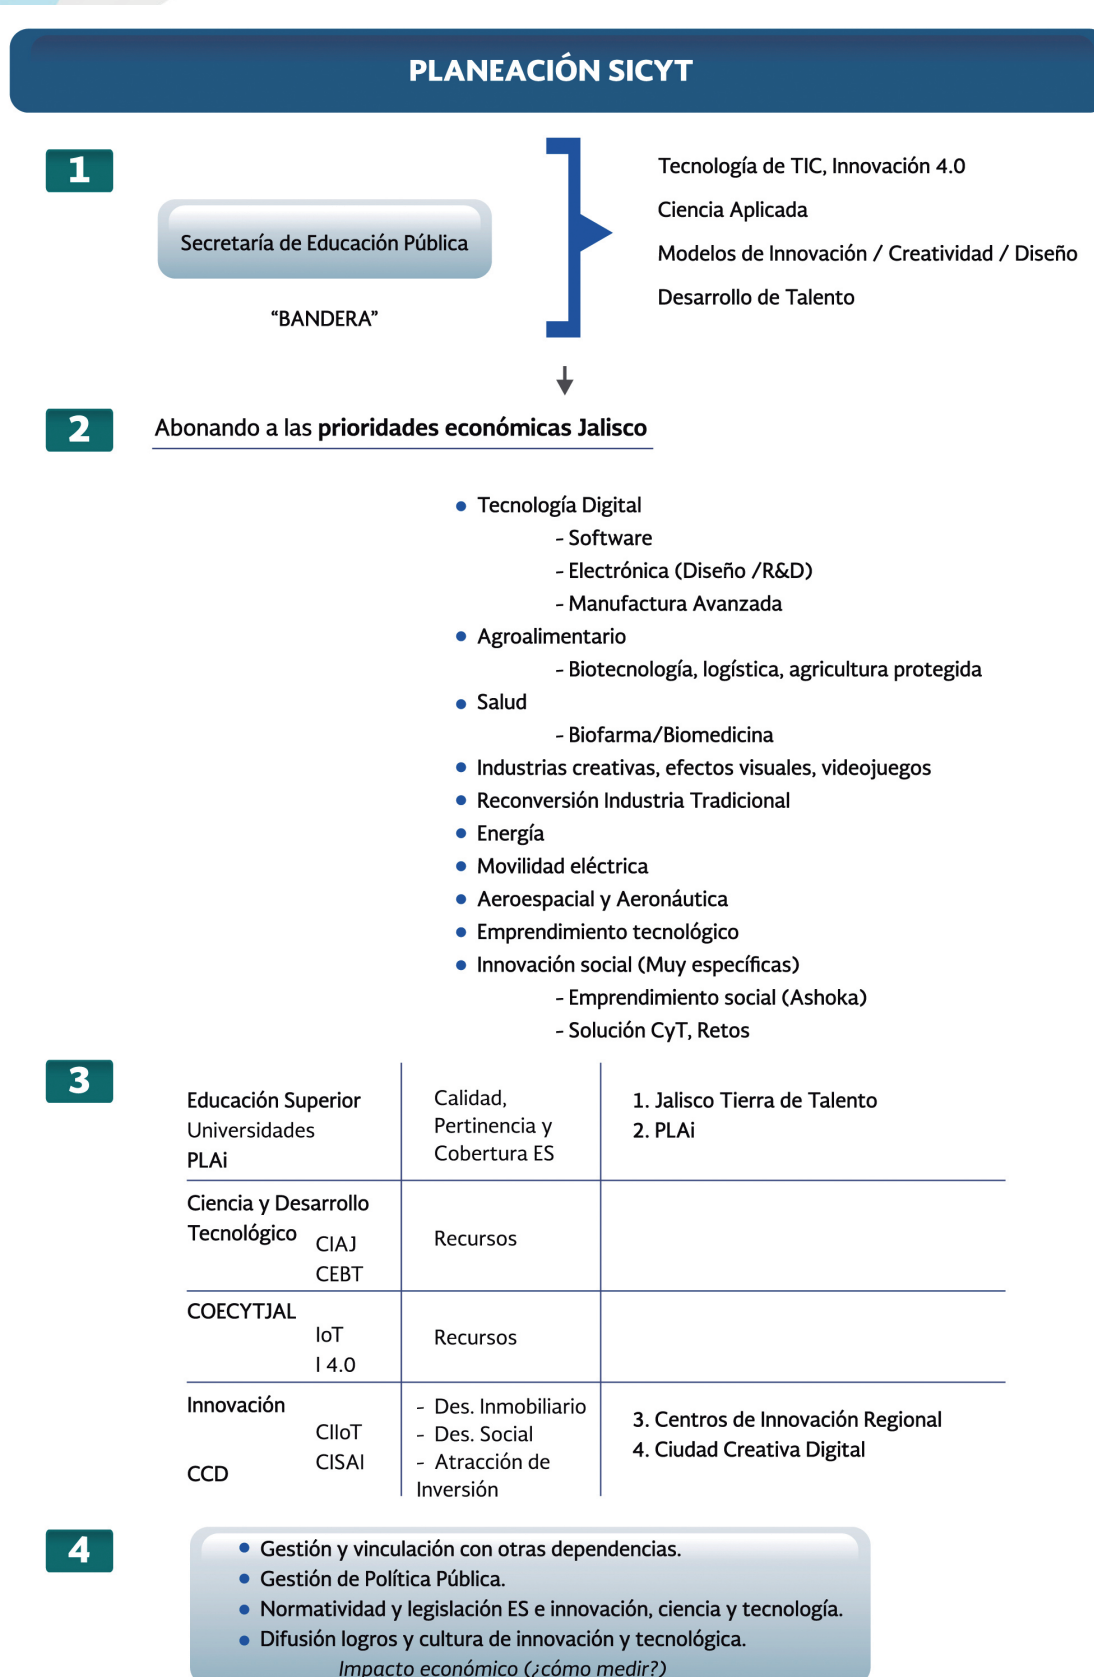 PLANEACIÓN SICYT
1
Secretaría de Educación Pública
“BANDERA”
Tecnología de TIC, Innovación 4.0
Ciencia Aplicada
Modelos de Innovación / Creatividad / Diseño
Desarrollo de Talento
2
Abonando a las prioridades económicas Jalisco
• Tecnología Digital
- Software
- Electrónica (Diseño /R&D)
- Manufactura Avanzada
• Agroalimentario
- Biotecnología, logística, agricultura protegida
• Salud
- Biofarma/Biomedicina
• Industrias creativas, efectos visuales, videojuegos
• Reconversión Industria Tradicional
• Energía
• Movilidad eléctrica
• Aeroespacial y Aeronáutica
• Emprendimiento tecnológico
• Innovación social (Muy específicas)
- Emprendimiento social (Ashoka)
- Solución CyT, Retos
3
Educación Superior
Universidades
PLAi
Calidad,
Pertinencia y
Cobertura ES
1. Jalisco Tierra de Talento
2. PLAi
Ciencia y Desarrollo
Tecnológico
CIAJ
CEBT
Recursos
COECYTJAL
IoT
I 4.0
Recursos
Innovación
CIIoT
CISAI
CCD
- Des. Inmobiliario
- Des. Social
- Atracción de
Inversión
3. Centros de Innovación Regional
4. Ciudad Creativa Digital
4
• Gestión y vinculación con otras dependencias.
• Gestión de Política Pública.
• Normatividad y legislación ES e innovación, ciencia y tecnología.
• Difusión logros y cultura de innovación y tecnológica.
Impacto económico (¿cómo medir?)